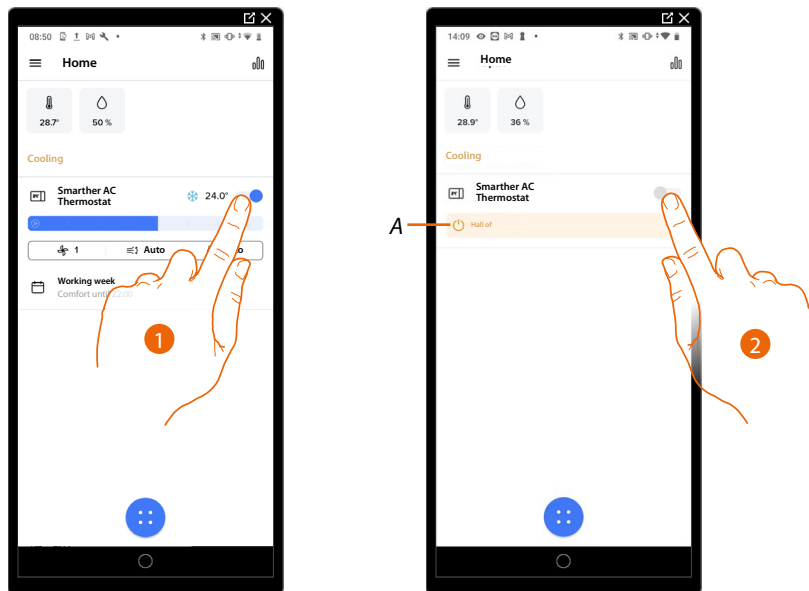 08:50
Home
28.7°
50 %
Cooling
Smarther AC
Thermostat
24.0°
1
Auto
o
Working week
Comfort until 22:00
1
14:09
Home
28.9°
36 %
Cooling
Smarther AC
Thermostat
A
Hall of
2